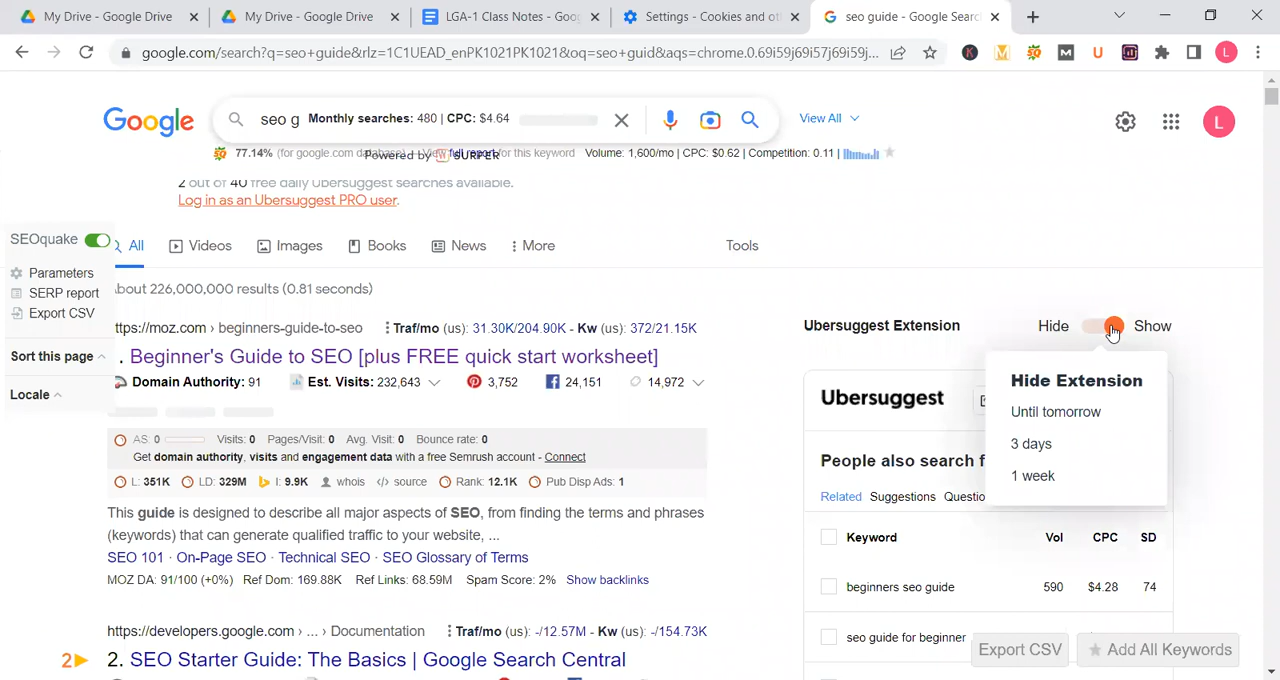 My Drive - Google Drive
My Drive - Google Drive
LOA-1 Class Notes - Goog
Settings - Cookies and ot
seo guide - Google Searc
google.com/search?q=seo+guide&rlz=1C1UEAD_enPK1021PK1021&oq=seo+guid&aqs=chrome.0.69i59j69i57j69i59j...
Google
seo g Monthly searches: 480 | CPC: $4.64
View All
L
77.14% (for google.com database) View full report for this keyword Volume: 1,600/mo | CPC: $0.62 | Competition: 0.11 |
Powered by SURFER
2 out of 40 free daily Ubersuggest searches available.
Log in as an Ubersuggest PRO user.
SEOquake
Parameters
SERP report
Export CSV
Sort this page
Locale
All Videos Images Books News More Tools
About 226,000,000 results (0.81 seconds)
https://moz.com › beginners-guide-to-seo Traf/mo (us): 31.30K/204.90K - Kw (us): 372/21.15K
. Beginner's Guide to SEO [plus FREE quick start worksheet]
Domain Authority: 91 Est. Visits: 232,643 3,752 24,151 14,972
AS: 0 Visits: 0 Pages/Visit: 0 Avg. Visit: 0 Bounce rate: 0
Get domain authority, visits and engagement data with a free Semrush account - Connect
L: 351K LD: 329M I: 9.9K Whois source Rank: 12.1K Pub Disp Ads: 1
This guide is designed to describe all major aspects of SEO, from finding the terms and phrases
(keywords) that can generate qualified traffic to your website, ...
SEO 101 · On-Page SEO · Technical SEO · SEO Glossary of Terms
MOZ DA: 91/100 (+0%) Ref Dom: 169.88K Ref Links: 68.59M Spam Score: 2% Show backlinks
https://developers.google.com › ... › Documentation Traf/mo (us): -/12.57M - Kw (us): -/154.73K
2 2. SEO Starter Guide: The Basics | Google Search Central
Ubersuggest Extension Hide Show
Hide Extension
Until tomorrow
3 days
1 week
Ubersuggest
People also search f
Related Suggestions Questio
Keyword Vol CPC SD
beginners seo guide 590 $4.28 74
seo guide for beginner
Export CSV Add All Keywords